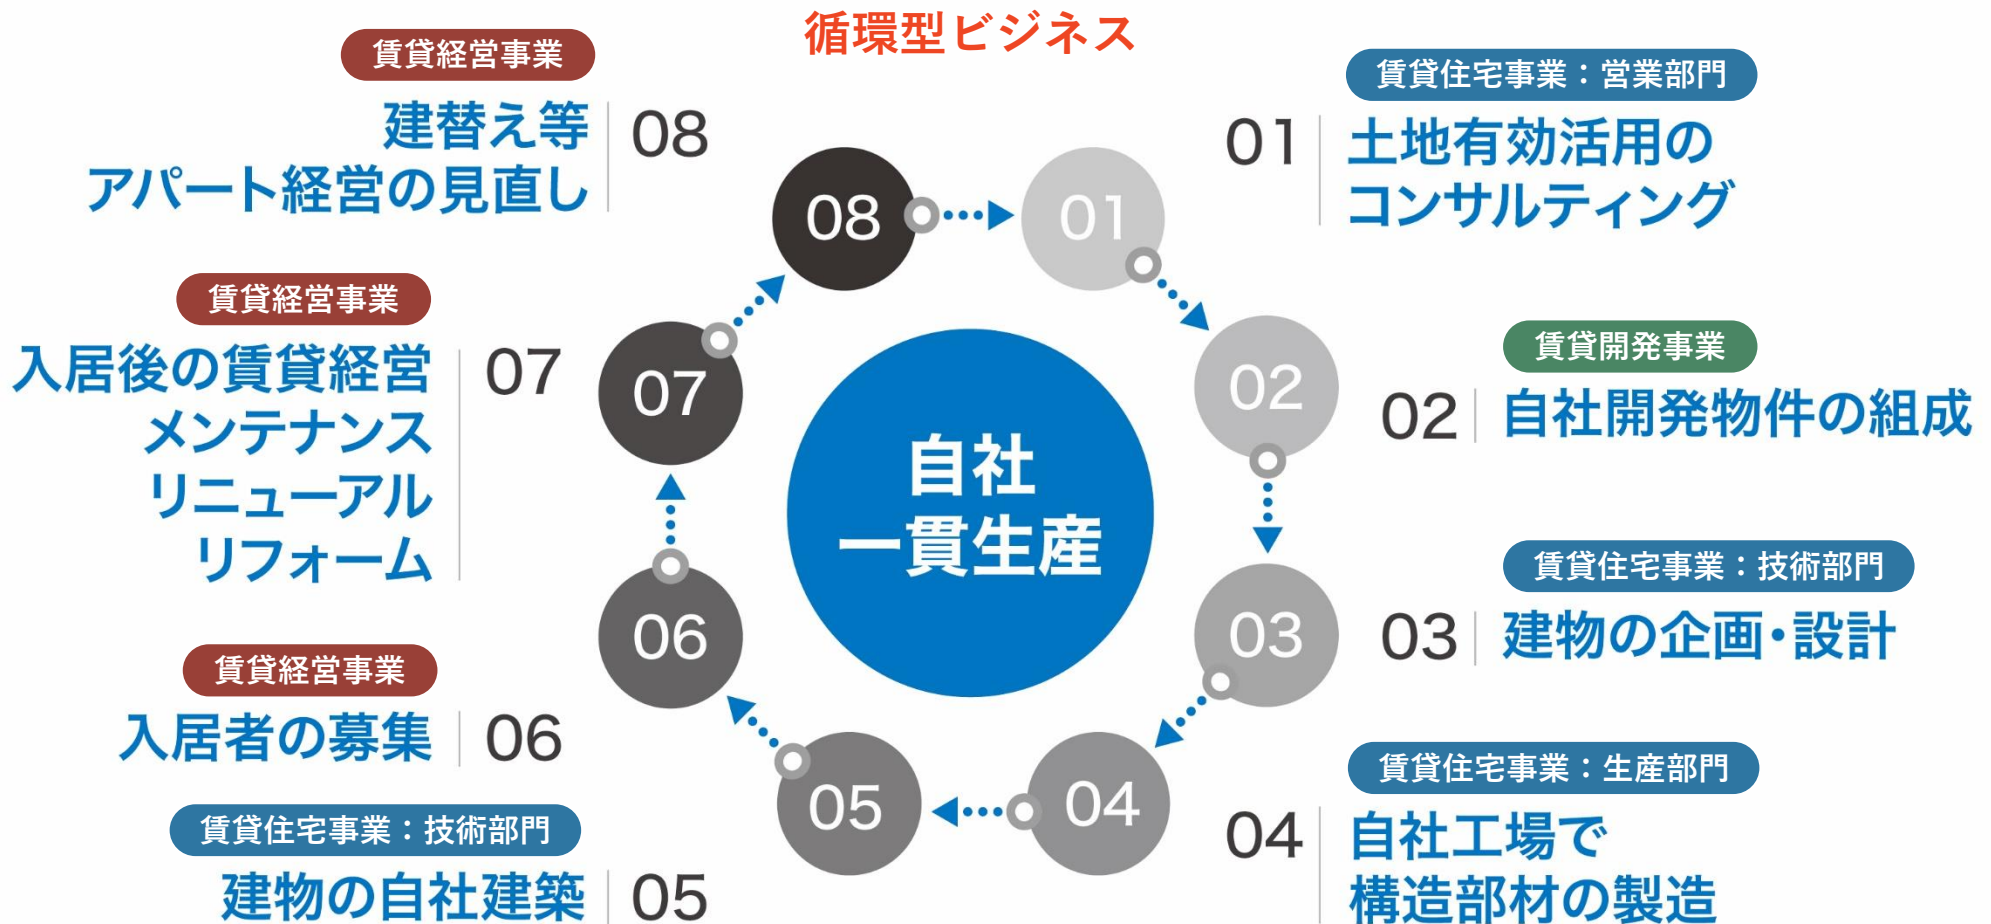 循環型ビジネス
賃貸住宅事業：営業部門
01
土地有効活用の
コンサルティング
賃貸開発事業
02
自社開発物件の組成
賃貸住宅事業：技術部門
03
建物の企画・設計
賃貸住宅事業：生産部門
04
自社工場で
構造部材の製造
賃貸住宅事業：技術部門
建物の自社建築
05
賃貸経営事業
入居者の募集
06
賃貸経営事業
入居後の賃貸経営
メンテナンス
リニューアル
リフォーム
07
賃貸経営事業
建替え等
アパート経営の見直し
08
01
02
03
04
05
06
07
08
自社
一貫生産